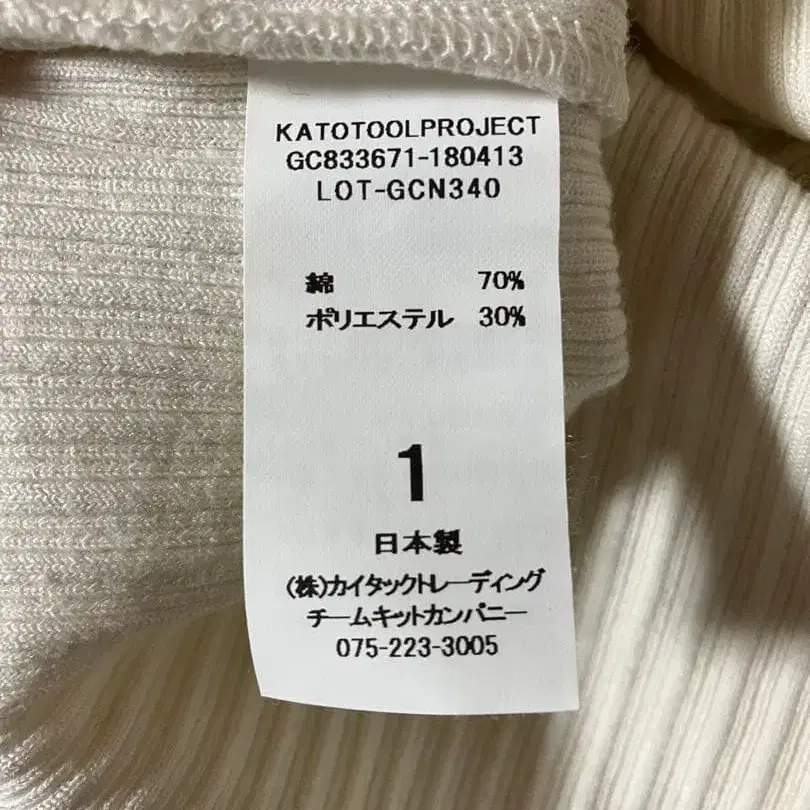 KATOTOOLPROJECT
GC833671-180413
LOT-GCN340
綿 70%
ポリエステル 30%
1
日本製
(株)カイタックトレーディング
チームキットカンパニー
075-223-3005